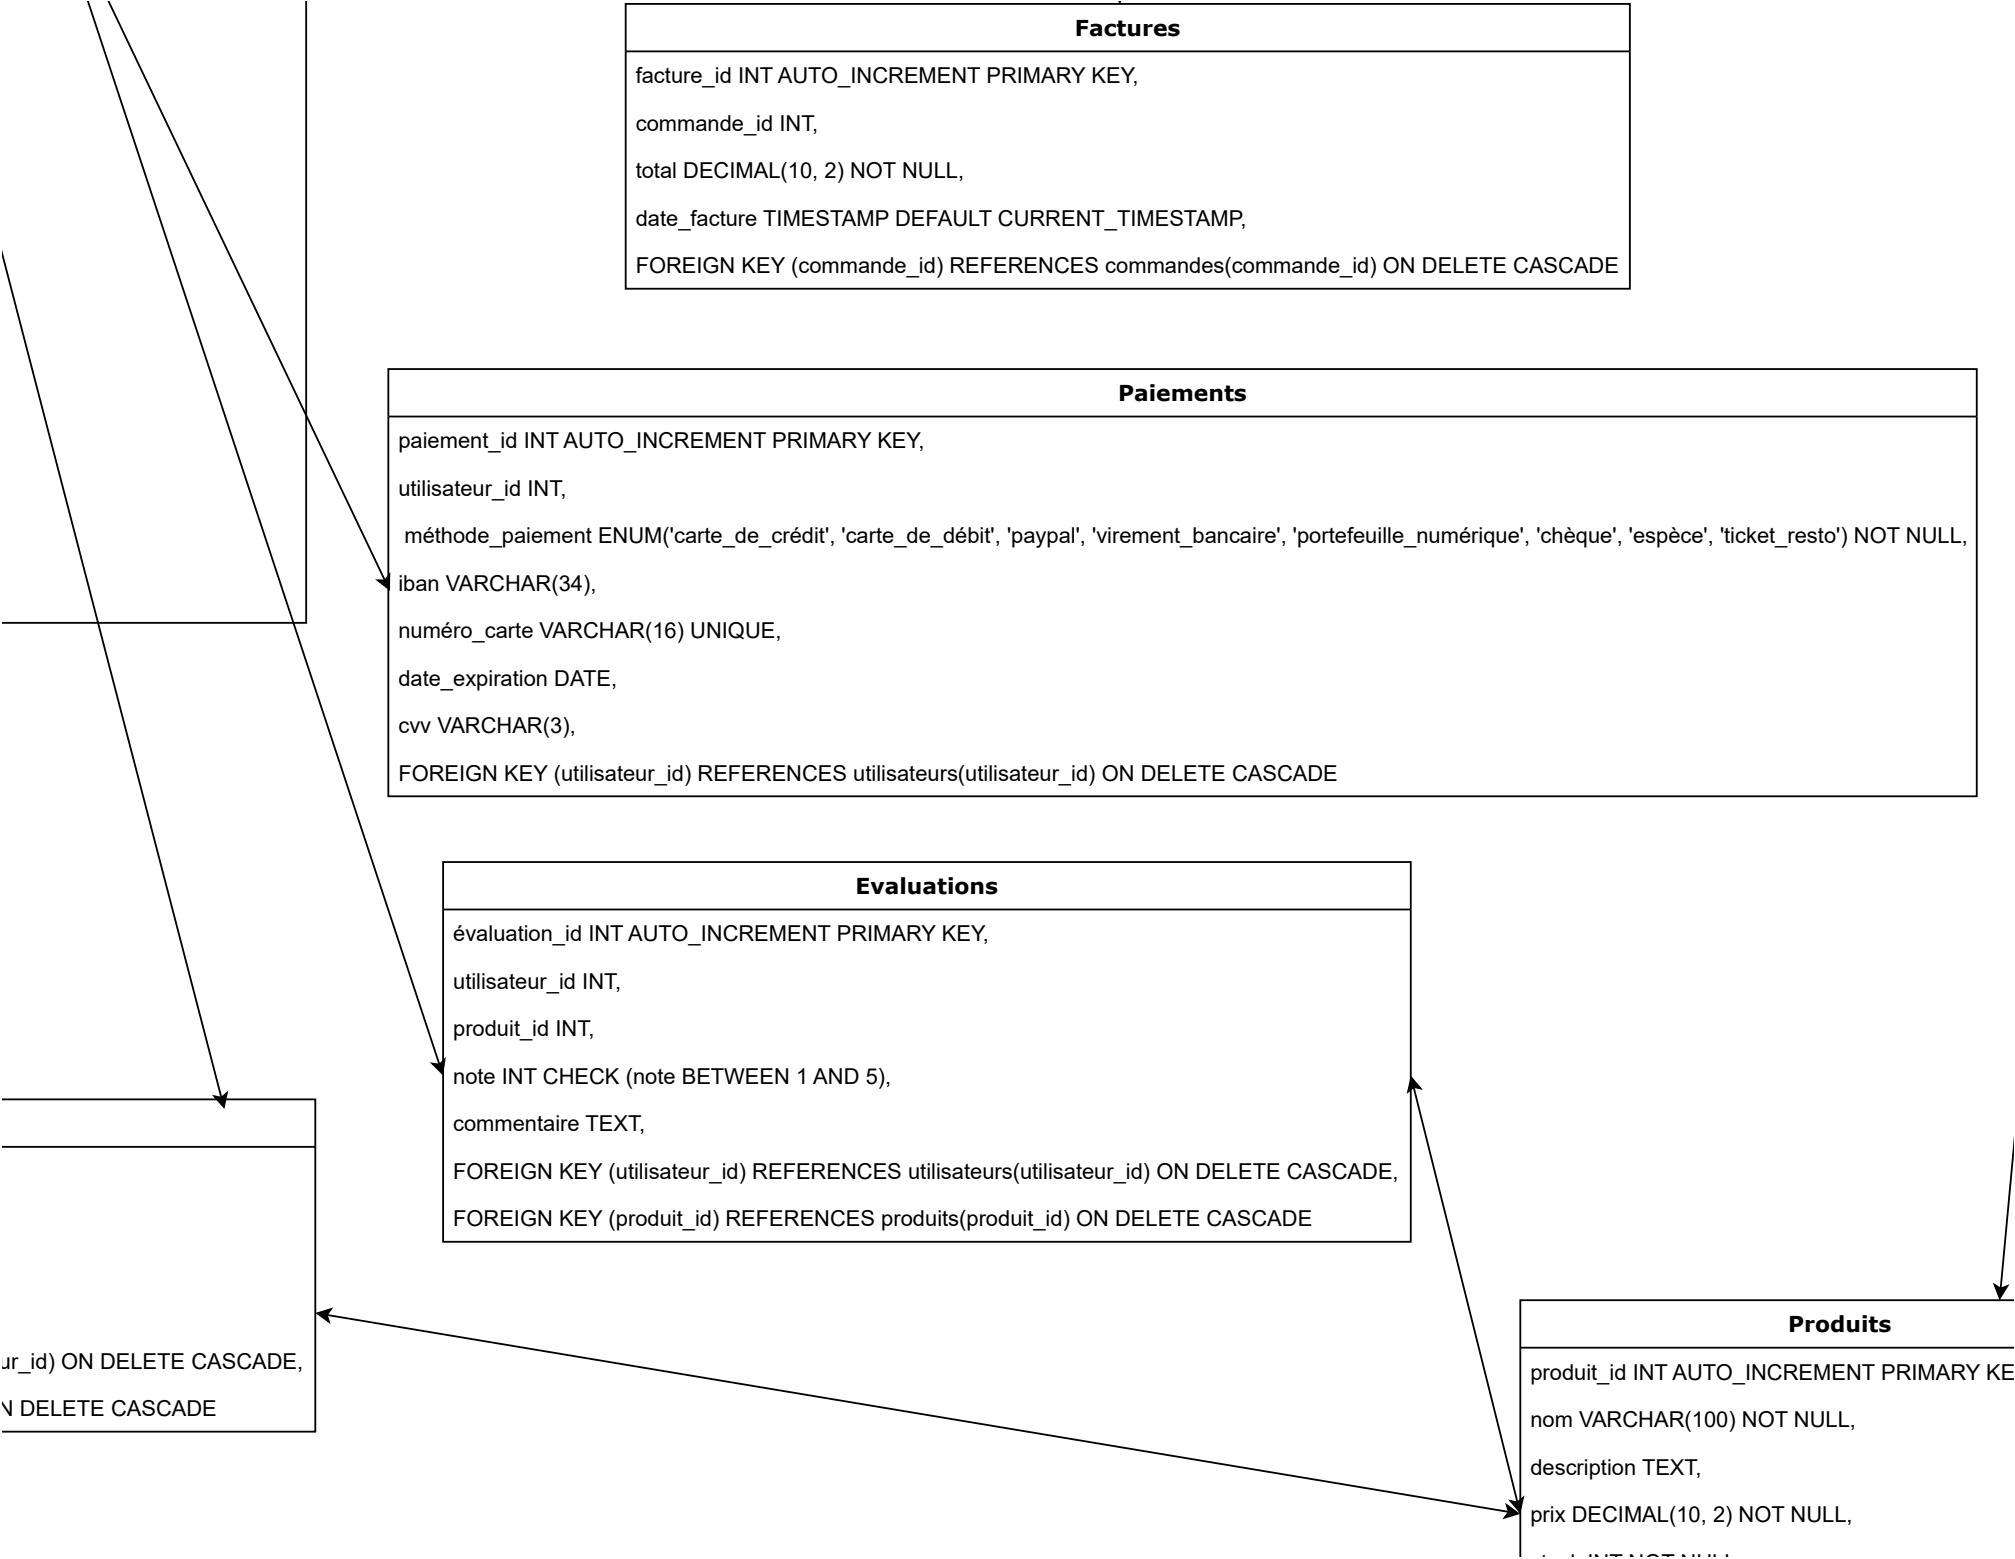 Factures
facture_id INT AUTO_INCREMENT PRIMARY KEY,
commande_id INT,
total DECIMAL(10, 2) NOT NULL,
date_facture TIMESTAMP DEFAULT CURRENT_TIMESTAMP,
FOREIGN KEY (commande_id) REFERENCES commandes(commande_id) ON DELETE CASCADE
Paiements
paiement_id INT AUTO_INCREMENT PRIMARY KEY,
utilisateur_id INT,
méthode_paiement ENUM('carte_de_crédit', 'carte_de_débit', 'paypal', 'virement_bancaire', 'portefeuille_numérique', 'chèque', 'espèce', 'ticket_resto') NOT NULL,
iban VARCHAR(34),
numéro_carte VARCHAR(16) UNIQUE,
date_expiration DATE,
cvv VARCHAR(3),
FOREIGN KEY (utilisateur_id) REFERENCES utilisateurs(utilisateur_id) ON DELETE CASCADE
Evaluations
évaluation_id INT AUTO_INCREMENT PRIMARY KEY,
utilisateur_id INT,
produit_id INT,
note INT CHECK (note BETWEEN 1 AND 5),
commentaire TEXT,
FOREIGN KEY (utilisateur_id) REFERENCES utilisateurs(utilisateur_id) ON DELETE CASCADE,
FOREIGN KEY (produit_id) REFERENCES produits(produit_id) ON DELETE CASCADE
ur_id) ON DELETE CASCADE,
DELETE CASCADE
Produits
produit_id INT AUTO_INCREMENT PRIMARY KE
nom VARCHAR(100) NOT NULL,
description TEXT,
prix DECIMAL(10, 2) NOT NULL,